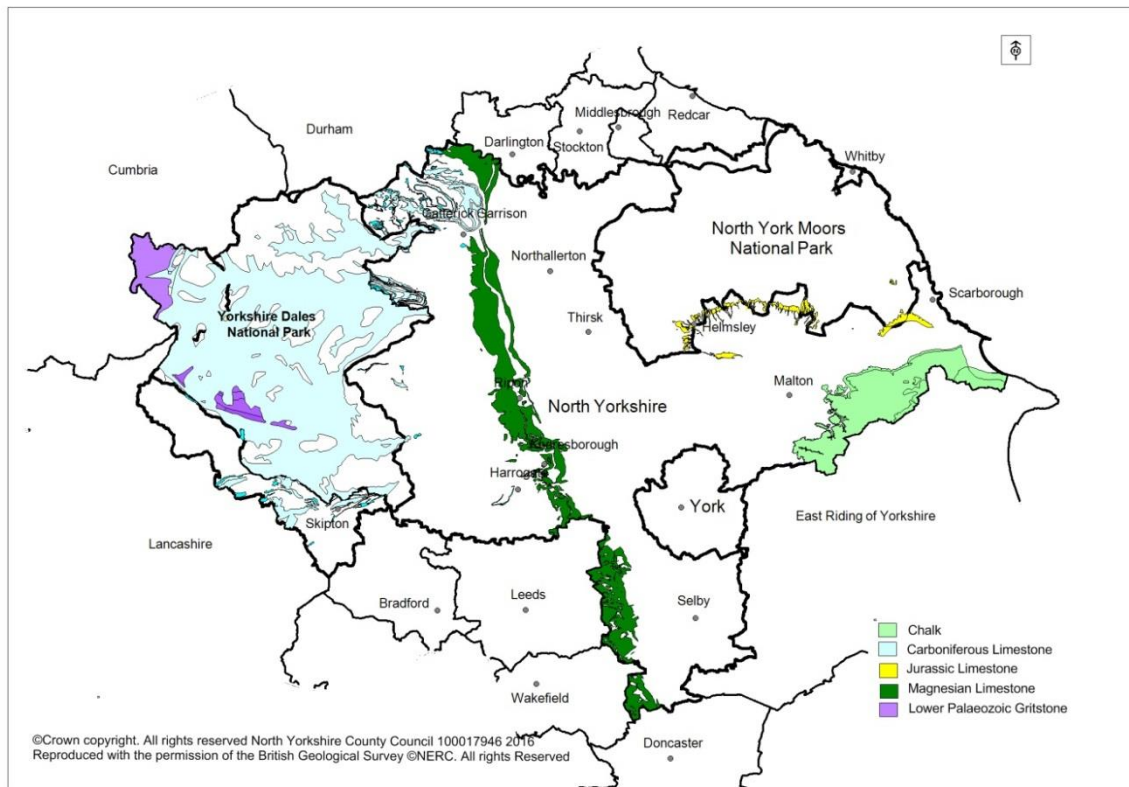 Durham
Cumbria
Darlington
Stockton
Middlesbrough
Redcar
Whitby
Catterick Garrison
Northallerton
North York Moors
National Park
Scarborough
Yorkshire Dales
National Park
Thirsk
Helmsley
Ripon
North Yorkshire
Malton
Knaresborough
Harrogate
York
East Riding of Yorkshire
Skipton
Lancashire
Bradford
Leeds
Selby
Wakefield
Doncaster
Chalk
Carboniferous Limestone
Jurassic Limestone
Magnesian Limestone
Lower Palaeozoic Gritstone
©Crown copyright. All rights reserved North Yorkshire County Council 100017946 2016
Reproduced with the permission of the British Geological Survey ©NERC. All rights Reserved